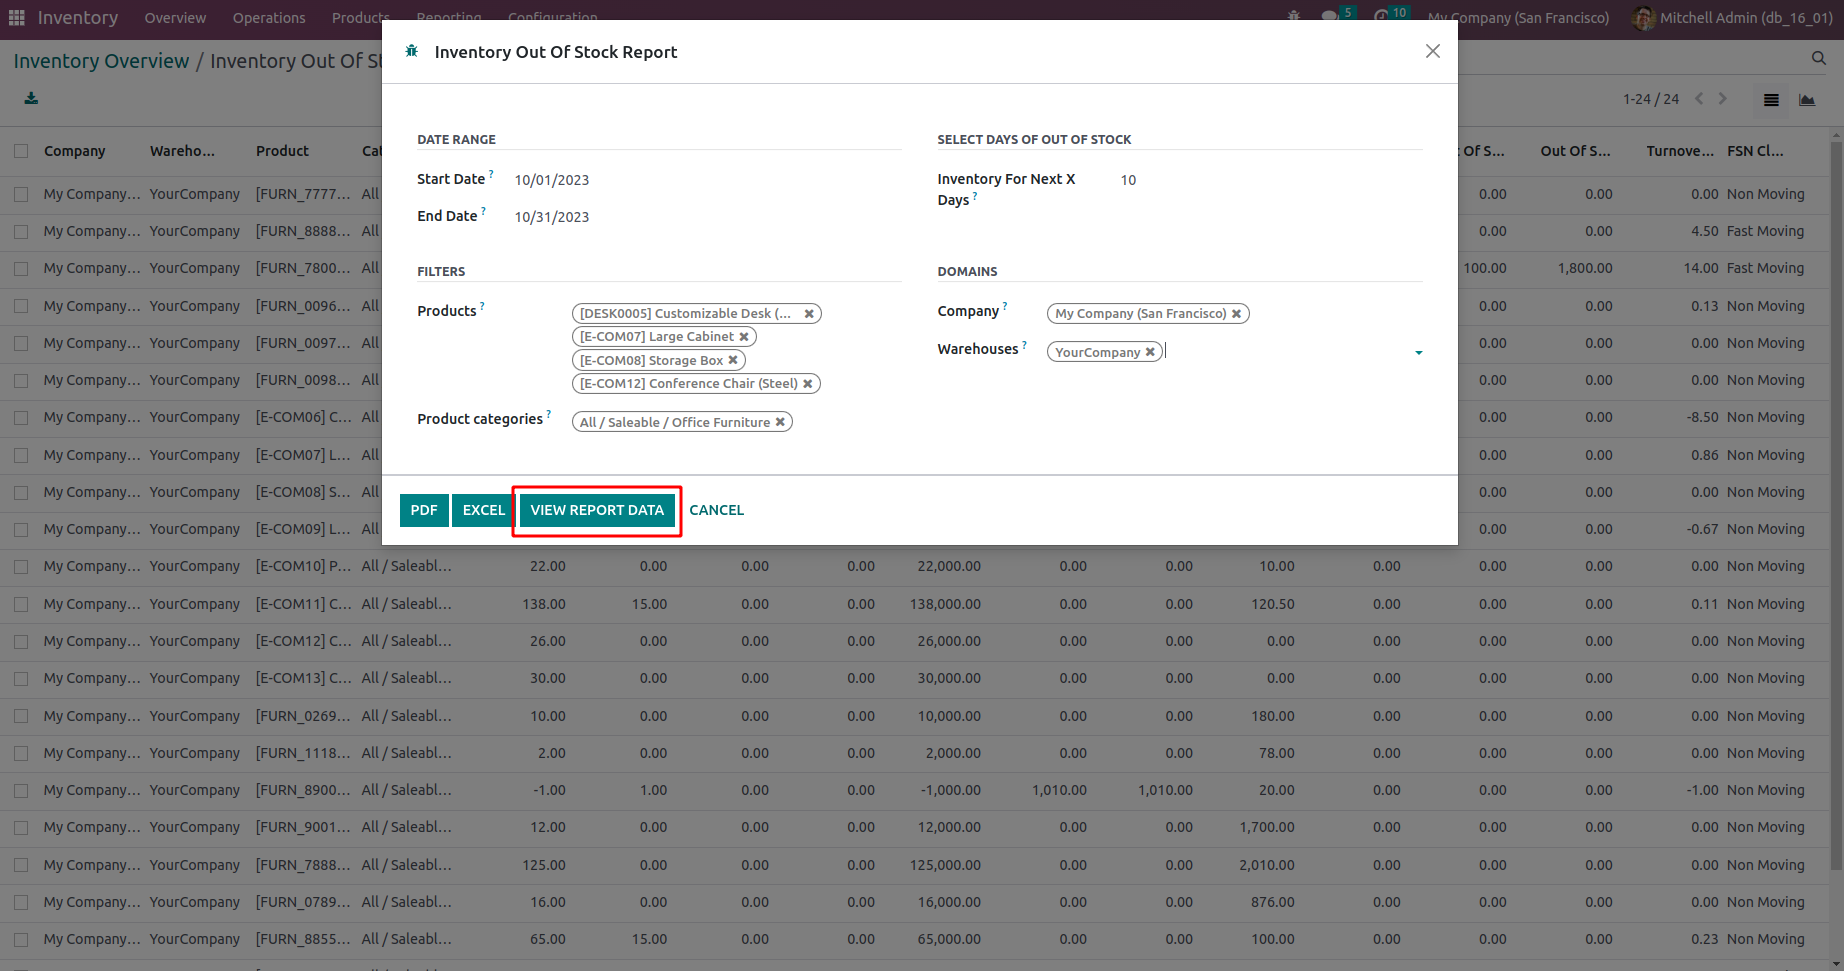 Inventory Overview Operations Products Reporting Configuration 5 10 My Company (San Francisco) Mitchell Admin (db_16_01)
Inventory Overview / Inventory Out Of St
1-24 / 24
Inventory Out Of Stock Report
DATE RANGE
Start Date ? 10/01/2023
End Date ? 10/31/2023
SELECT DAYS OF OUT OF STOCK
Inventory For Next X 10
Days ?
FILTERS
Products ? [DESK0005] Customizable Desk (...
[E-COM07] Large Cabinet
[E-COM08] Storage Box
[E-COM12] Conference Chair (Steel)
Product categories ? All / Saleable / Office Furniture
DOMAINS
Company ? My Company (San Francisco)
Warehouses ? YourCompany
PDF EXCEL VIEW REPORT DATA CANCEL
Company Wareho... Product Out Of S... Turnove... FSN Cl...
My Company... YourCompany [FURN_7777... All 0.00 0.00 0.00 Non Moving
My Company... YourCompany [FURN_8888... All 0.00 0.00 4.50 Fast Moving
My Company... YourCompany [FURN_7800... All 100.00 1,800.00 14.00 Fast Moving
My Company... YourCompany [FURN_0096... All 0.00 0.00 0.13 Non Moving
My Company... YourCompany [FURN_0097... All 0.00 0.00 0.00 Non Moving
My Company... YourCompany [FURN_0098... All 0.00 0.00 0.00 Non Moving
My Company... YourCompany [E-COM06] C... All 0.00 0.00 -8.50 Non Moving
My Company... YourCompany [E-COM07] L... All 0.00 0.00 0.86 Non Moving
My Company... YourCompany [E-COM08] S... All 0.00 0.00 0.00 Non Moving
My Company... YourCompany [E-COM09] L... All 0.00 0.00 -0.67 Non Moving
My Company... YourCompany [E-COM10] P... All / Saleabl... 22.00 0.00 0.00 0.00 22,000.00 0.00 0.00 10.00 0.00 0.00 0.00 0.00 Non Moving
My Company... YourCompany [E-COM11] C... All / Saleabl... 138.00 15.00 0.00 0.00 138,000.00 0.00 0.00 120.50 0.00 0.00 0.00 0.11 Non Moving
My Company... YourCompany [E-COM12] C... All / Saleabl... 26.00 0.00 0.00 0.00 26,000.00 0.00 0.00 0.00 0.00 0.00 0.00 0.00 Non Moving
My Company... YourCompany [E-COM13] C... All / Saleabl... 30.00 0.00 0.00 0.00 30,000.00 0.00 0.00 0.00 0.00 0.00 0.00 0.00 Non Moving
My Company... YourCompany [FURN_0269... All / Saleabl... 10.00 0.00 0.00 0.00 10,000.00 0.00 0.00 180.00 0.00 0.00 0.00 0.00 Non Moving
My Company... YourCompany [FURN_1118... All / Saleabl... 2.00 0.00 0.00 0.00 2,000.00 0.00 0.00 78.00 0.00 0.00 0.00 0.00 Non Moving
My Company... YourCompany [FURN_8900... All / Saleabl... -1.00 1.00 0.00 0.00 -1,000.00 1,010.00 1,010.00 20.00 0.00 0.00 0.00 -1.00 Non Moving
My Company... YourCompany [FURN_9001... All / Saleabl... 12.00 0.00 0.00 0.00 12,000.00 0.00 0.00 1,700.00 0.00 0.00 0.00 0.00 Non Moving
My Company... YourCompany [FURN_7888... All / Saleabl... 125.00 0.00 0.00 0.00 125,000.00 0.00 0.00 2,010.00 0.00 0.00 0.00 0.00 Non Moving
My Company... YourCompany [FURN_0789... All / Saleabl... 16.00 0.00 0.00 0.00 16,000.00 0.00 0.00 876.00 0.00 0.00 0.00 0.00 Non Moving
My Company... YourCompany [FURN_8855... All / Saleabl... 65.00 15.00 0.00 0.00 65,000.00 0.00 0.00 100.00 0.00 0.00 0.00 0.23 Non Moving